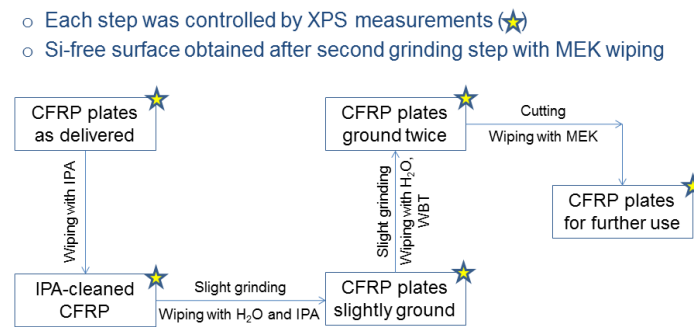 Each step was controlled by XPS measurements ( )
Si-free surface obtained after second grinding step with MEK wiping
CFRP plates
as delivered
Wiping with IPA
IPA-cleaned
CFRP
Slight grinding
Wiping with H₂O and IPA
CFRP plates
slightly ground
Slight grinding
Wiping with H₂O,
WBT
CFRP plates
ground twice
Cutting
Wiping with MEK
CFRP plates
for further use